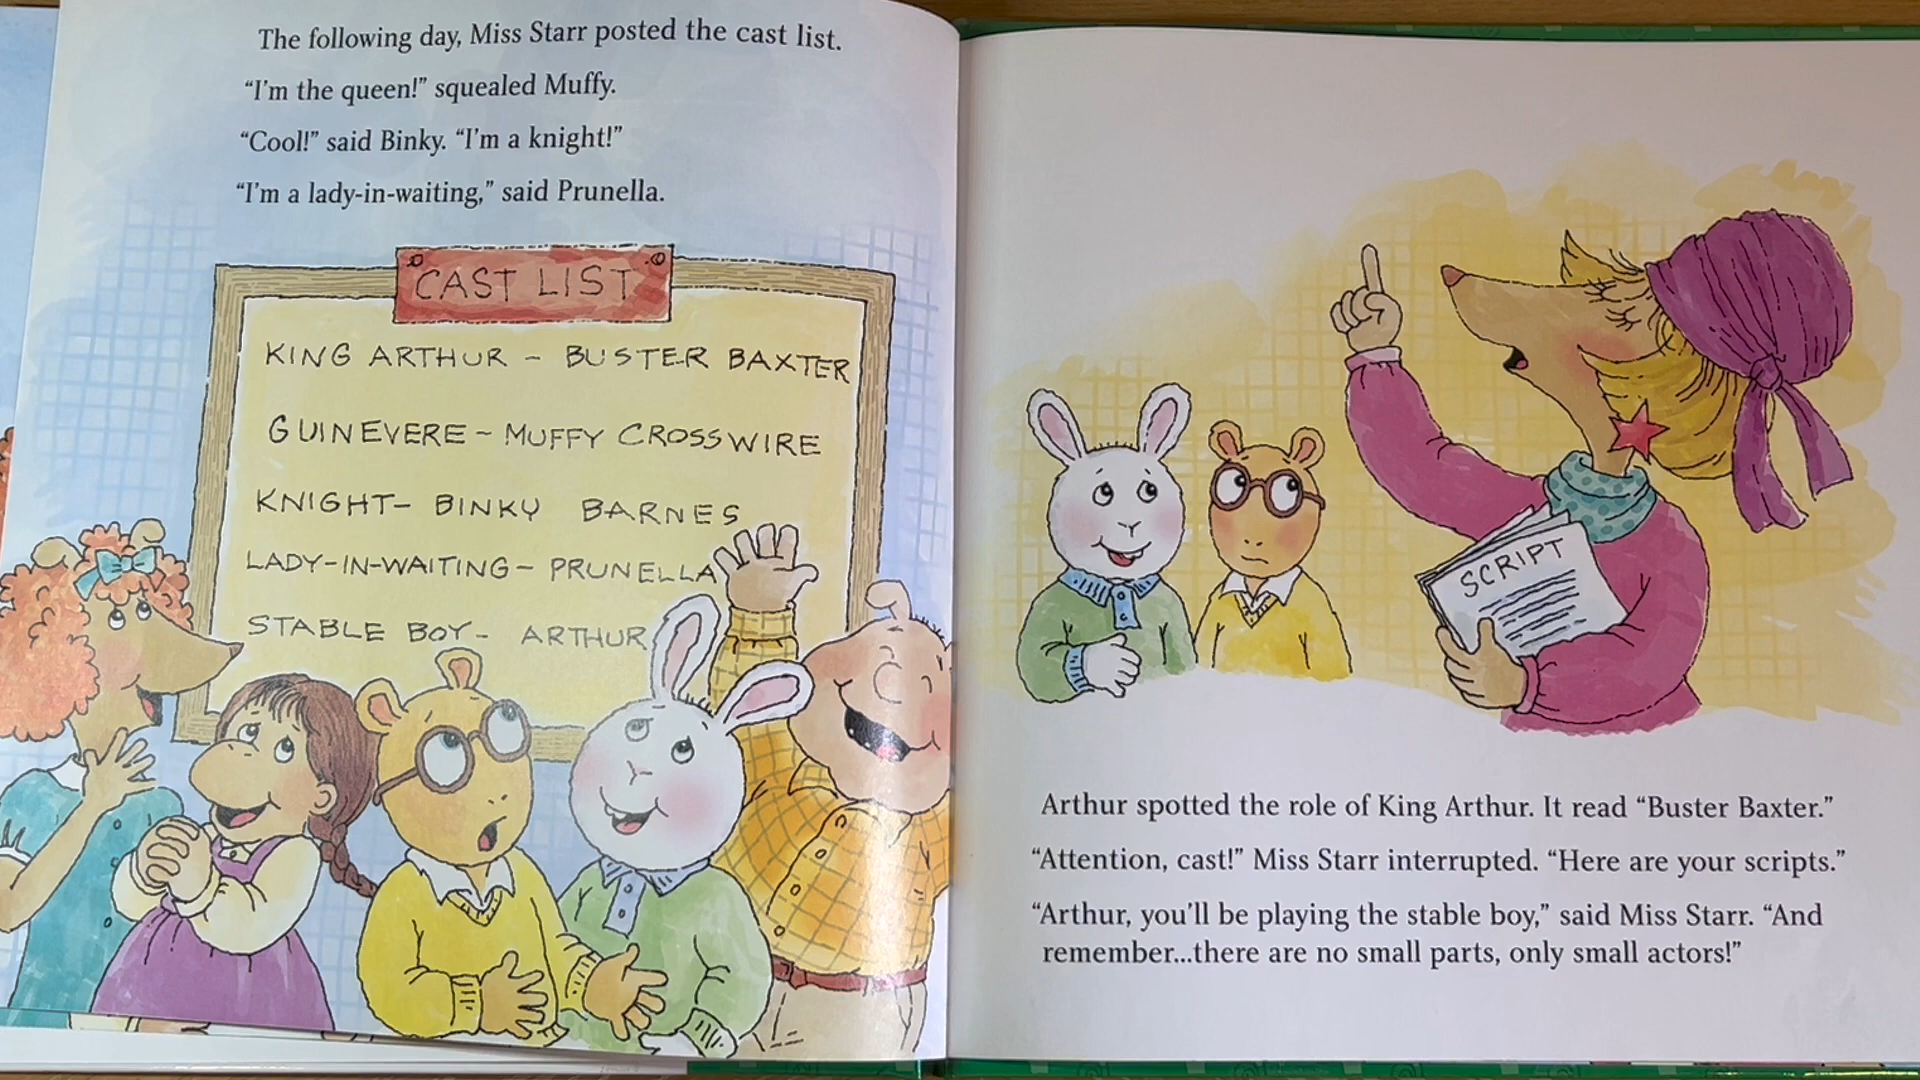 The following day, Miss Starr posted the cast list.
“I'm the queen!” squealed Muffy.
“Cool!” said Binky. “I'm a knight!”
“I'm a lady-in-waiting,” said Prunella.
CAST LIST
KING ARTHUR – BUSTER BAXTER
GUINEVERE – MUFFY CROSSWIRE
KNIGHT – BINKY BARNES
LADY-IN-WAITING – PRUNELLA
STABLE BOY – ARTHUR
SCRIPT
Arthur spotted the role of King Arthur. It read “Buster Baxter.”
“Attention, cast!” Miss Starr interrupted. “Here are your scripts.”
“Arthur, you'll be playing the stable boy,” said Miss Starr. “And
remember...there are no small parts, only small actors!”